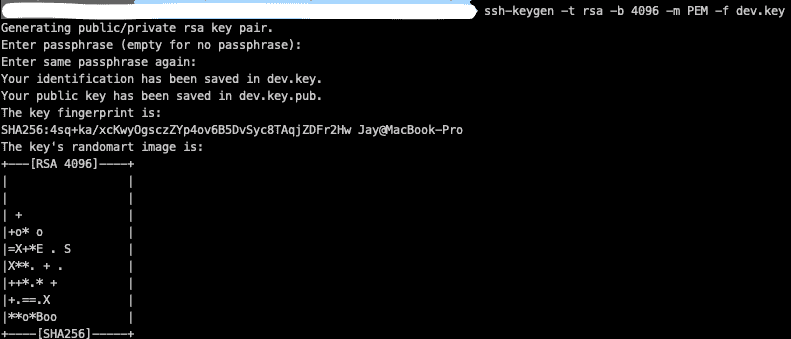 ssh-keygen -t rsa -b 4096 -m PEM -f dev.key
Generating public/private rsa key pair.
Enter passphrase (empty for no passphrase):
Enter same passphrase again:
Your identification has been saved in dev.key.
Your public key has been saved in dev.key.pub.
The key fingerprint is:
SHA256:4sq+ka/xcKwyOgsczZYp4ov6B5DvSyc8TAqjZDFr2Hw Jay@MacBook-Pro
The key's randomart image is:
+---[RSA 4096]----+
|                 |
|                 |
| +               |
|+o* o            |
|=X+*E . S        |
|X**. + .         |
|++*.* +          |
|+.==.X           |
|**o*Boo          |
+----[SHA256]-----+